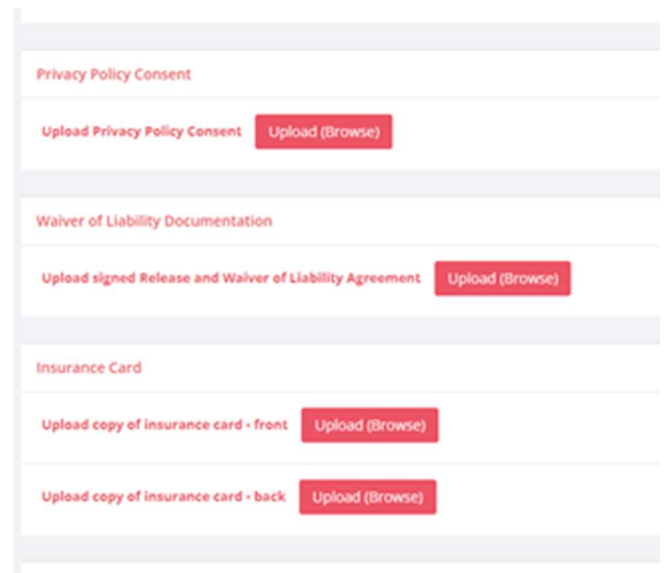 Privacy Policy Consent
Upload Privacy Policy Consent Upload (Browse)
Waiver of Liability Documentation
Upload signed Release and Waiver of Liability Agreement Upload (Browse)
Insurance Card
Upload copy of insurance card - front Upload (Browse)
Upload copy of insurance card - back Upload (Browse)